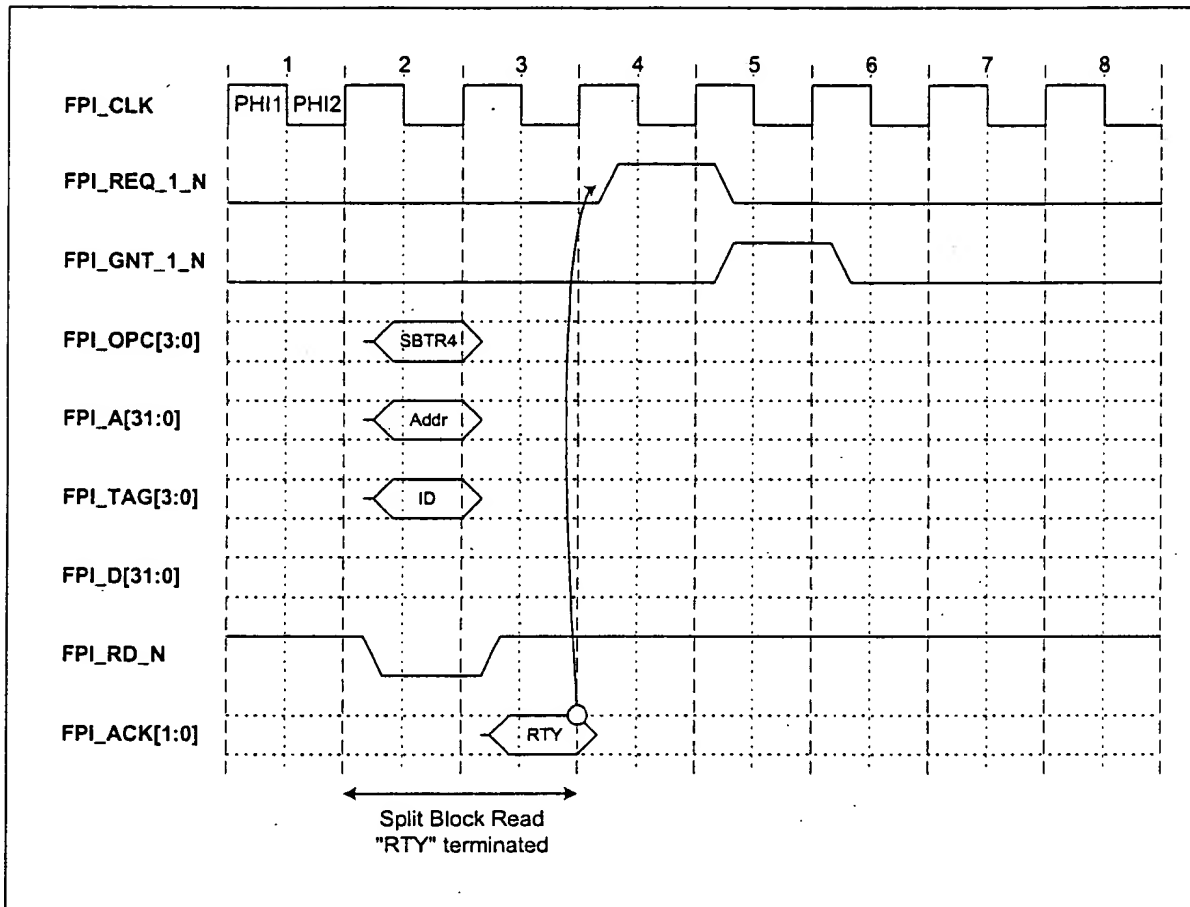 1 2 3 4 5 6 7 8
FPI_CLK PHI1 PHI2
FPI_REQ_1_N
FPI_GNT_1_N
FPI_OPC[3:0] SBTR4
FPI_A[31:0] Addr
FPI_TAG[3:0] ID
FPI_D[31:0]
FPI_RD_N
FPI_ACK[1:0] RTY
Split Block Read
"RTY" terminated